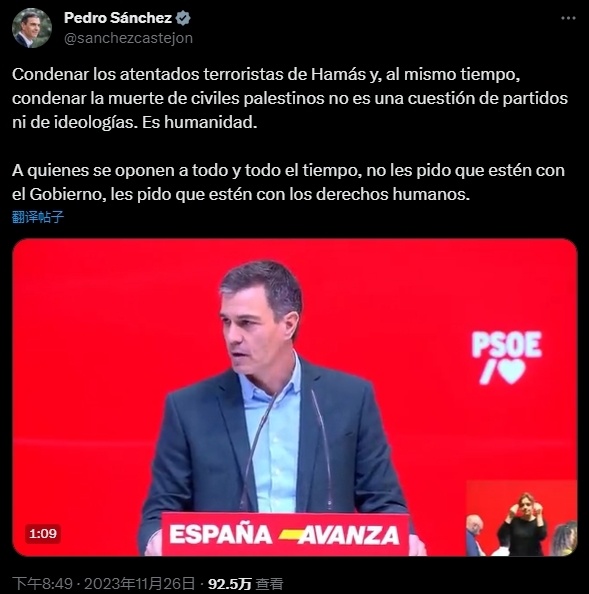 Pedro Sánchez
@sanchezcastejon
Condenar los atentados terroristas de Hamás y, al mismo tiempo,
condenar la muerte de civiles palestinos no es una cuestión de partidos
ni de ideologías. Es humanidad.
A quienes se oponen a todo y todo el tiempo, no les pido que estén con
el Gobierno, les pido que estén con los derechos humanos.
翻译帖子
PSOE
1:09
ESPAÑA AVANZA
下午8:49 · 2023年11月26日 · 92.5万 查看